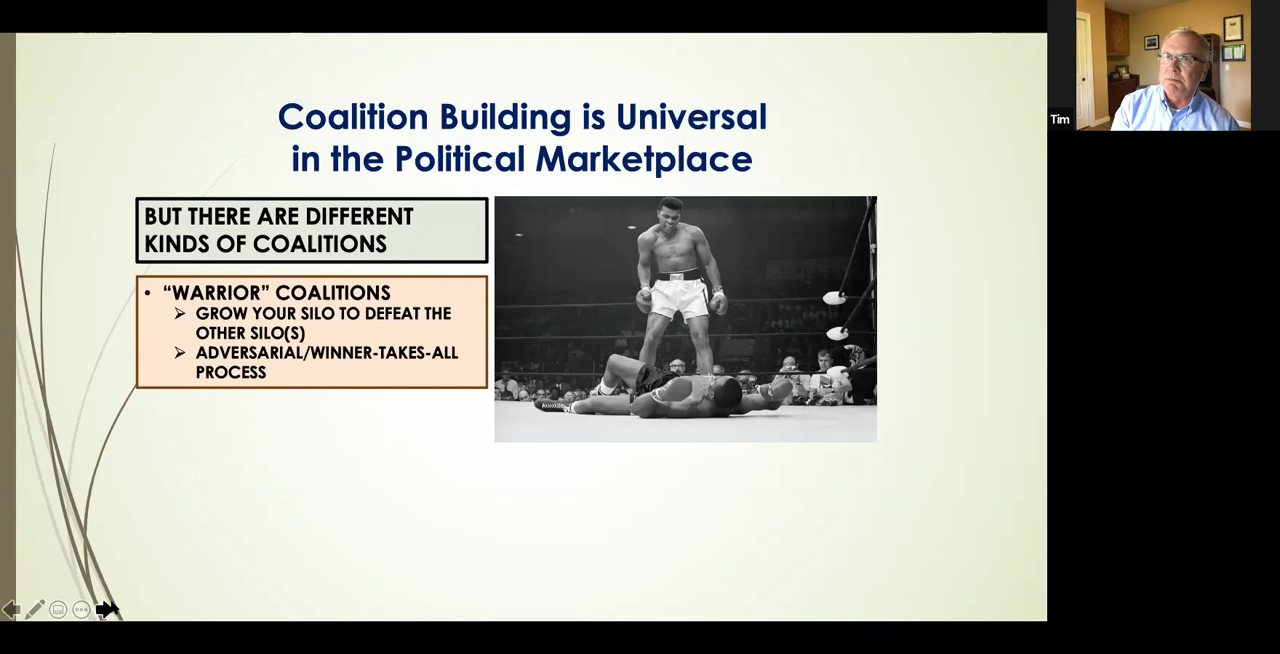 Coalition Building is Universal
in the Political Marketplace
BUT THERE ARE DIFFERENT
KINDS OF COALITIONS
• “WARRIOR” COALITIONS
➢ GROW YOUR SILO TO DEFEAT THE
OTHER SILO(S)
➢ ADVERSARIAL/WINNER-TAKES-ALL
PROCESS
Tim